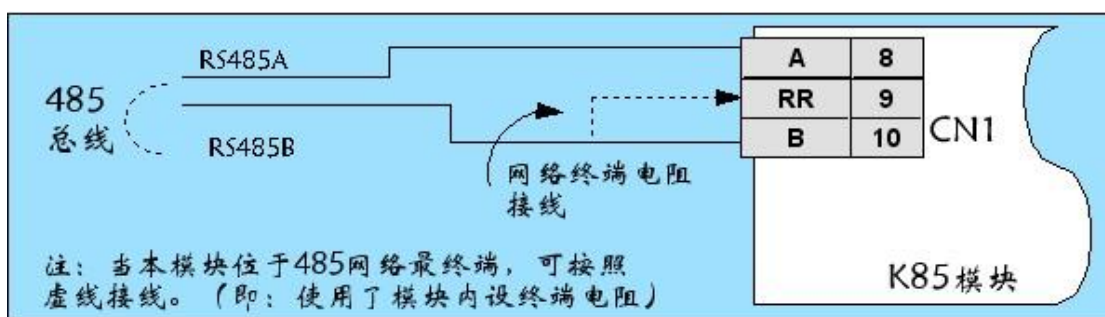 RS485A
485
总线
RS485B
A 8
RR 9
B 10
CN1
网络终端电阻
接线
注：当本模块位于485网络最终端，可按照
虚线接线。（即：使用了模块内设终端电阻）
K85模块